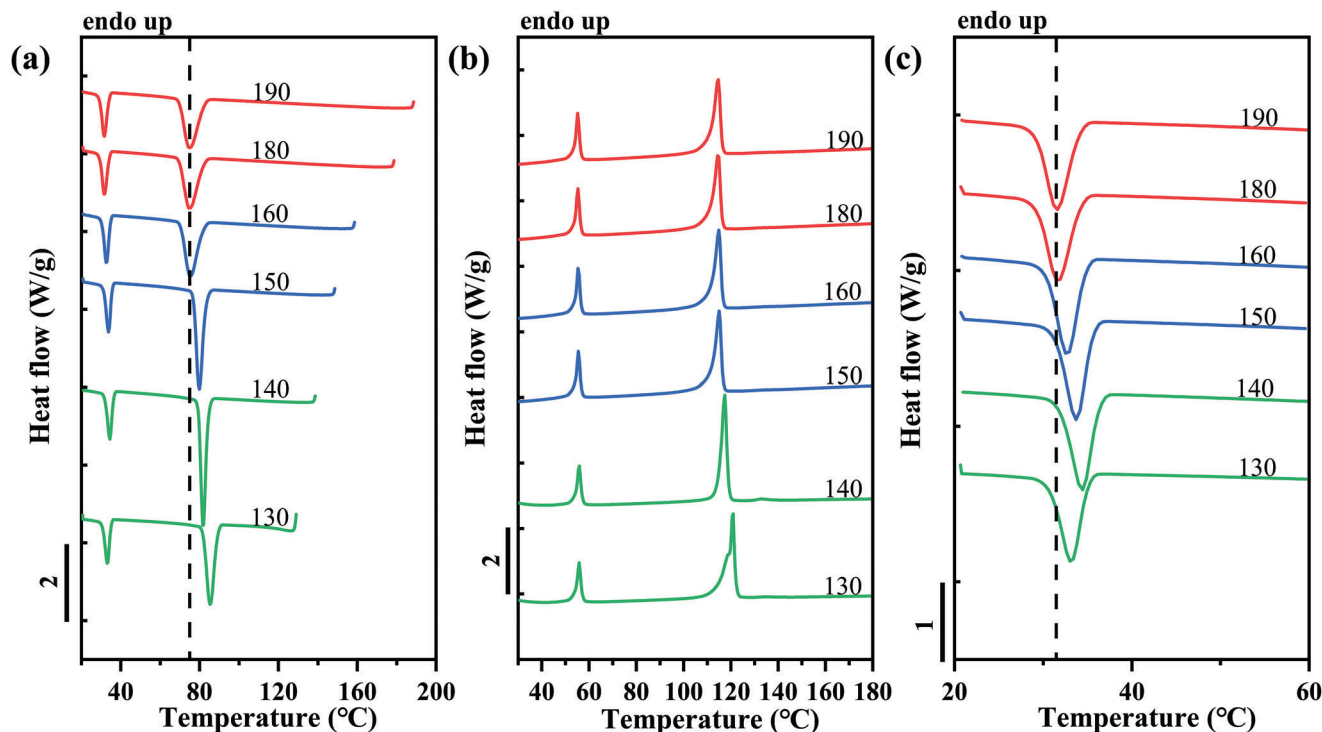 endo up
(a)
190
180
160
150
140
130
2
Heat flow (W/g)
40 80 120 160 200
Temperature (°C)
endo up
(b)
190
180
160
150
140
130
2
Heat flow (W/g)
40 60 80 100 120 140 160 180
Temperature (°C)
endo up
(c)
190
180
160
150
140
130
1
Heat flow (W/g)
20 40 60
Temperature (°C)